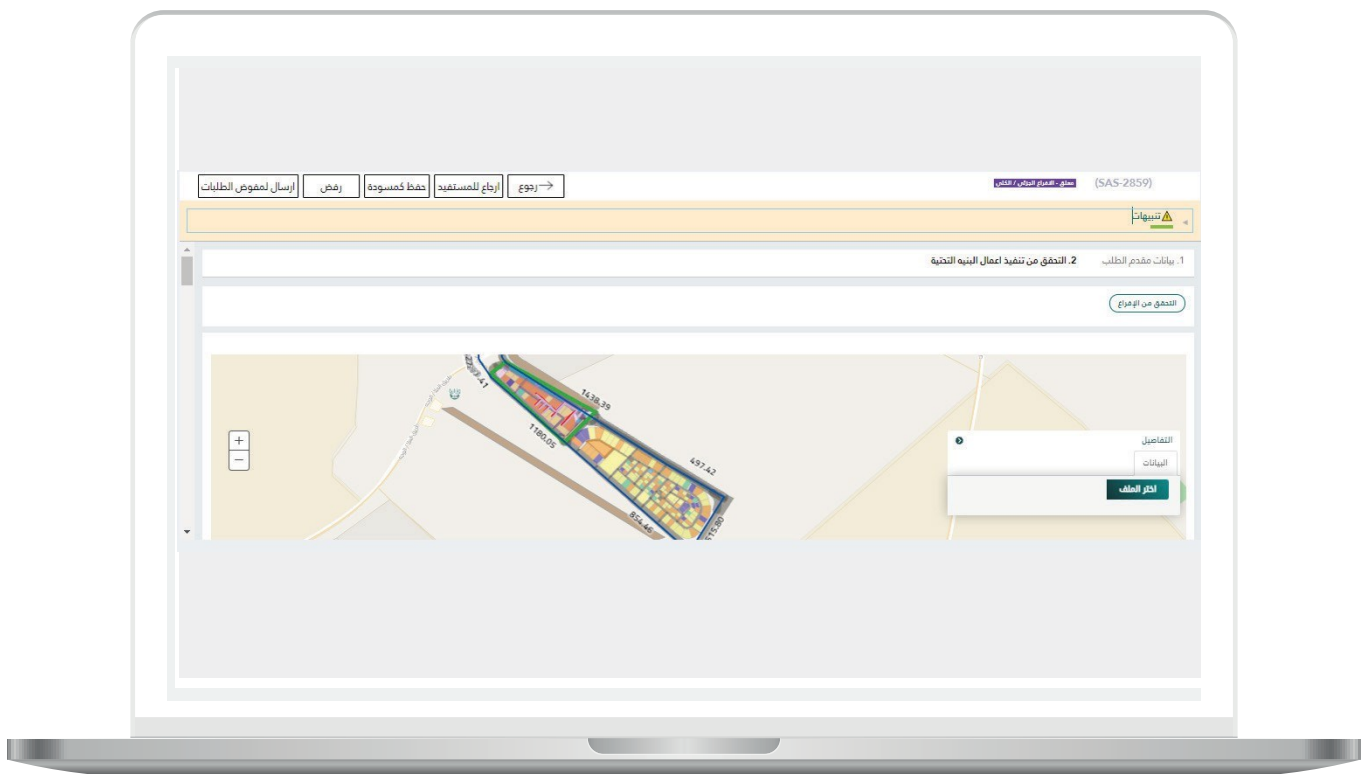 (SAS-2859) معلق - الافراغ الجزئي / الكلي
رجوع
ارجاع للمستفيد
حفظ كمسودة
رفض
ارسال لمفوض الطلبات
تنبيهات
1. بيانات مقدم الطلب
2. التحقق من تنفيذ اعمال البنيه التحتية
التحقق من الإفراغ
1438.39
1180.05
497.42
854.46
التفاصيل
البيانات
اختر الملف
+
−